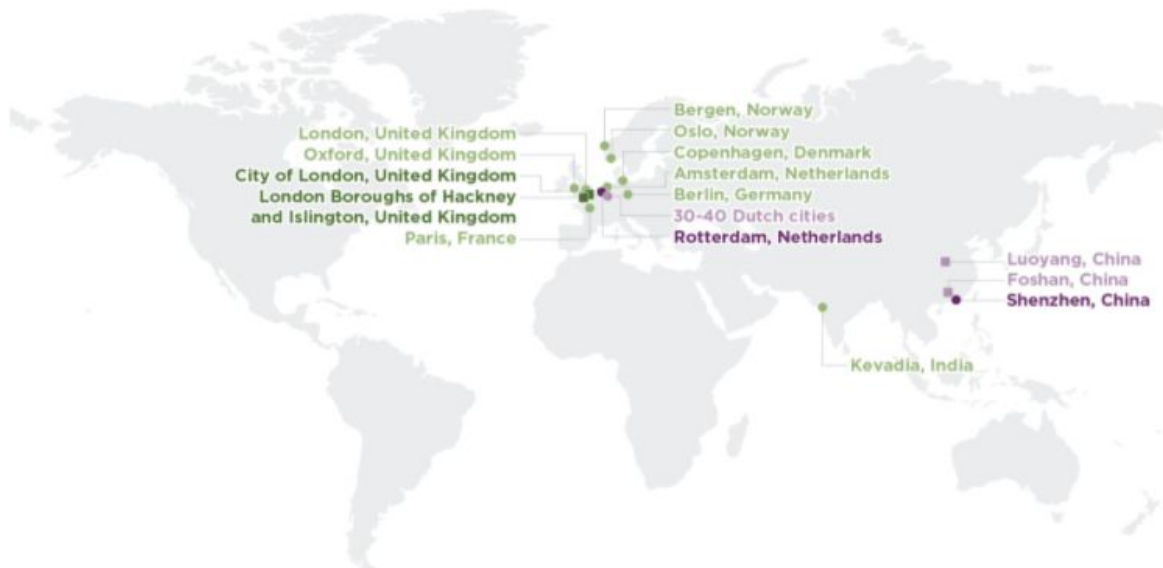 London, United Kingdom
Oxford, United Kingdom
City of London, United Kingdom
London Boroughs of Hackney
and Islington, United Kingdom
Paris, France
Bergen, Norway
Oslo, Norway
Copenhagen, Denmark
Amsterdam, Netherlands
Berlin, Germany
30-40 Dutch cities
Rotterdam, Netherlands
Luoyang, China
Foshan, China
Shenzhen, China
Kevadia, India